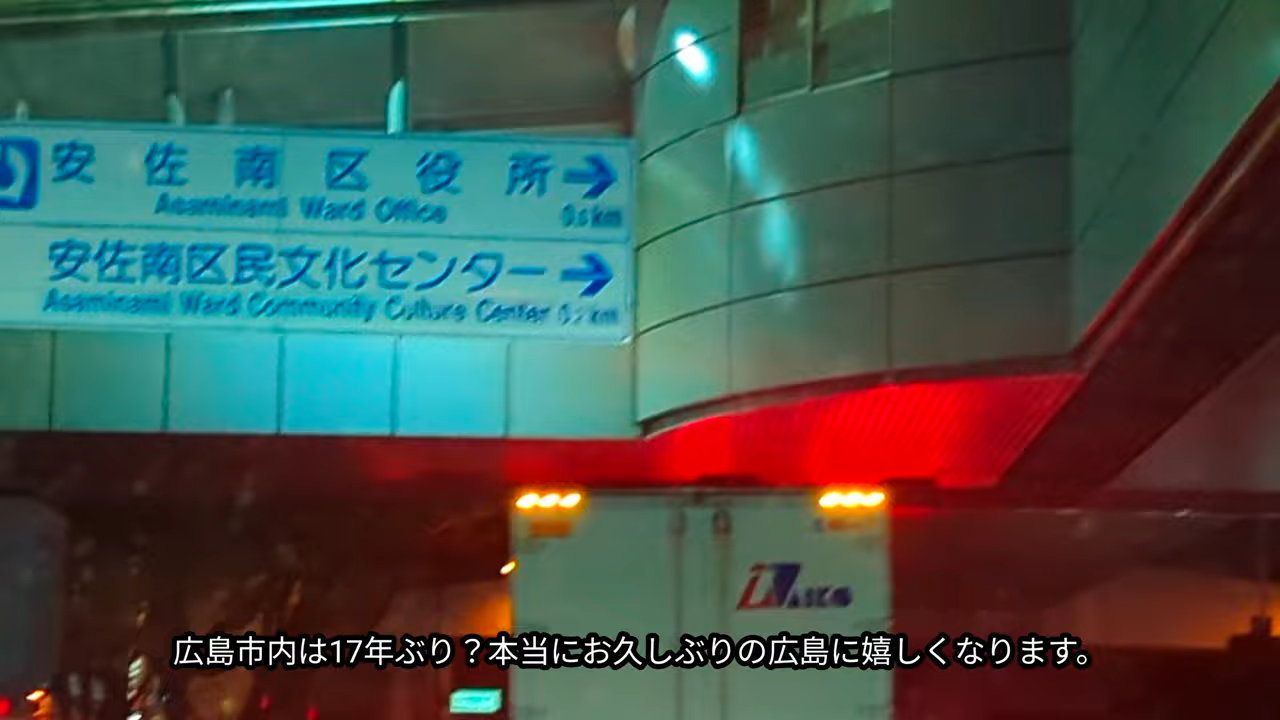 安佐南区役所
Asaminami Ward Office
安佐南区民文化センター
Asaminami Ward Community Culture Center
広島市内は17年ぶり？本当にお久しぶりの広島に嬉しくなります。